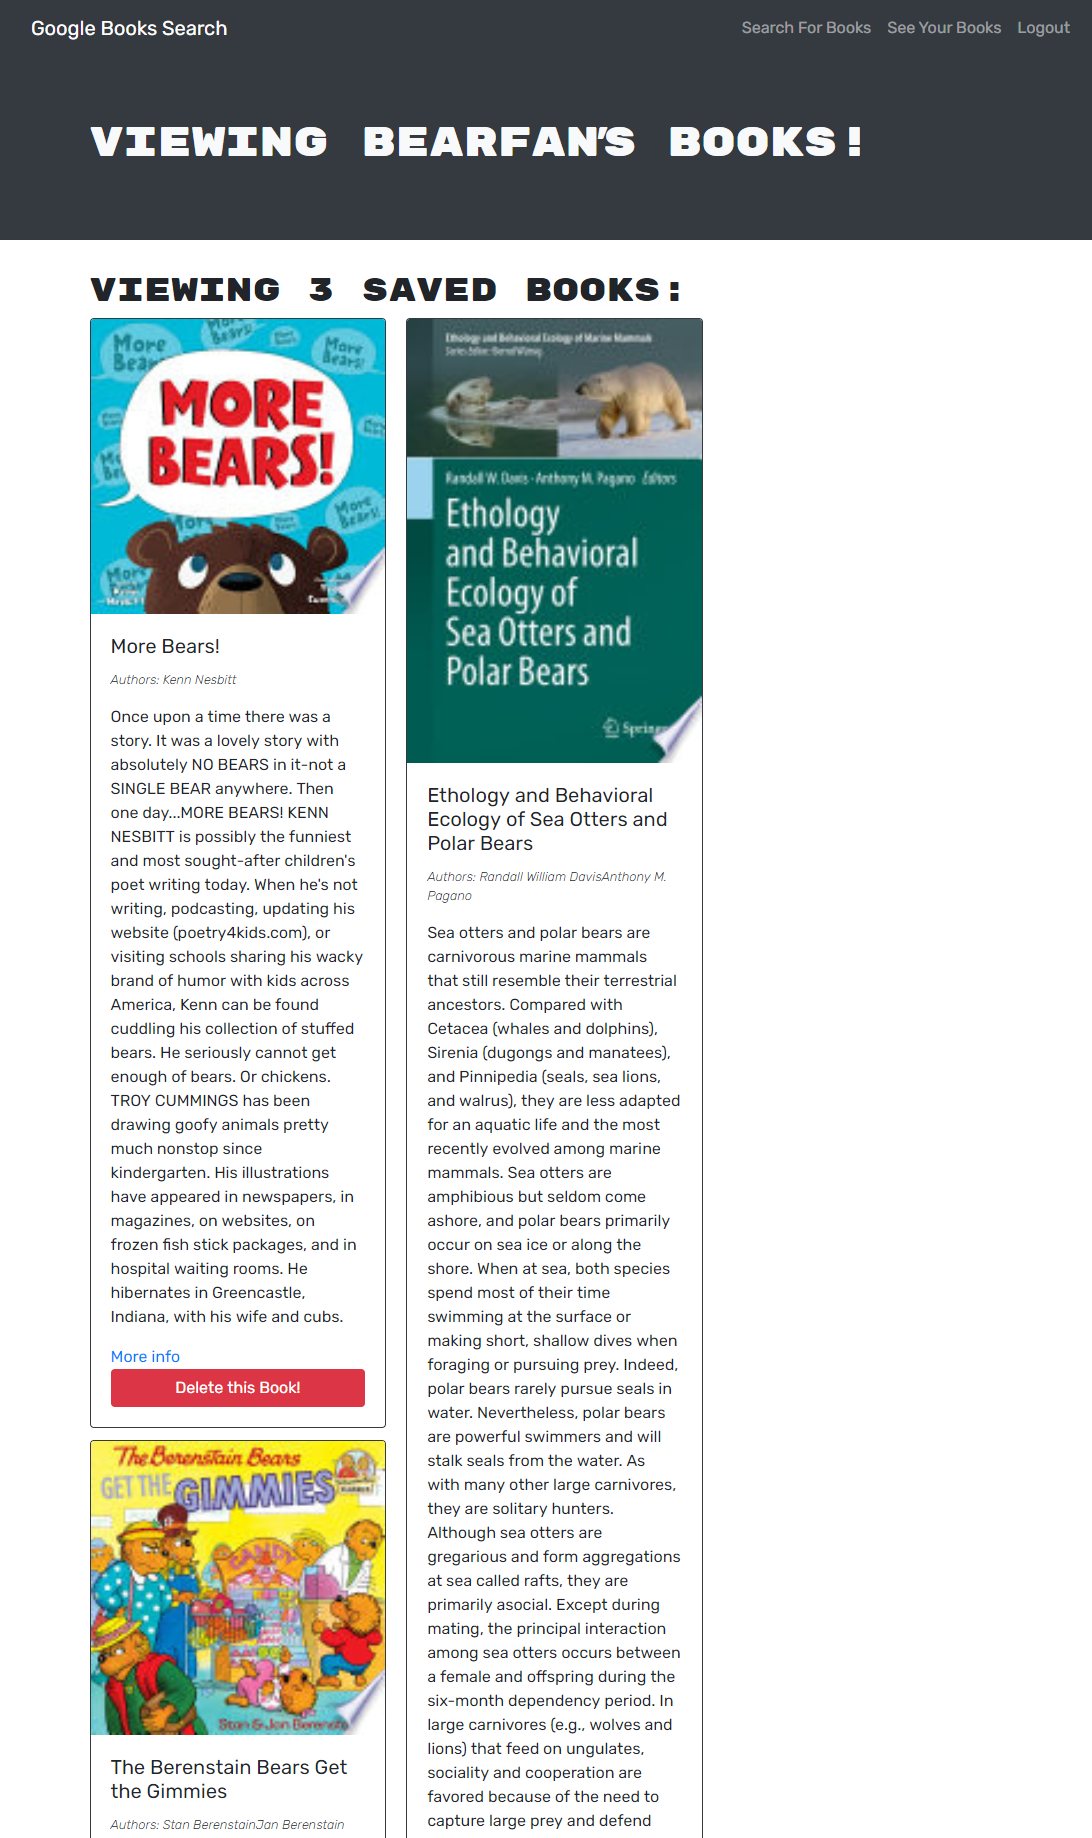 Google Books Search
Search For Books
See Your Books
Logout
VIEWING BEARFAN'S BOOKS!
VIEWING 3 SAVED BOOKS:
More Bears!
More Bears!
MORE
BEARS!
More Bears!
More Bears!
Authors: Kenn Nesbitt
Once upon a time there was a
story. It was a lovely story with
absolutely NO BEARS in it-not a
SINGLE BEAR anywhere. Then
one day...MORE BEARS! KENN
NESBITT is possibly the funniest
and most sought-after children's
poet writing today. When he's not
writing, podcasting, updating his
website (poetry4kids.com), or
visiting schools sharing his wacky
brand of humor with kids across
America, Kenn can be found
cuddling his collection of stuffed
bears. He seriously cannot get
enough of bears. Or chickens.
TROY CUMMINGS has been
drawing goofy animals pretty
much nonstop since
kindergarten. His illustrations
have appeared in newspapers, in
magazines, on websites, on
frozen fish stick packages, and in
hospital waiting rooms. He
hibernates in Greencastle,
Indiana, with his wife and cubs.
More info
Delete this Book!
The Berenstain Bears
GET THE GIMMIES
CANDY
Stan & Jan Berenstain
The Berenstain Bears Get
the Gimmies
Authors: Stan BerenstainJan Berenstain
Ethology and Behavioral Ecology of Marine Mammals
Series Editor: Bernd Würsig
Randall W. Davis · Anthony M. Pagano Editors
Ethology
and Behavioral
Ecology of
Sea Otters and
Polar Bears
Springer
Ethology and Behavioral
Ecology of Sea Otters and
Polar Bears
Authors: Randall William DavisAnthony M.
Pagano
Sea otters and polar bears are
carnivorous marine mammals
that still resemble their terrestrial
ancestors. Compared with
Cetacea (whales and dolphins),
Sirenia (dugongs and manatees),
and Pinnipedia (seals, sea lions,
and walrus), they are less adapted
for an aquatic life and the most
recently evolved among marine
mammals. Sea otters are
amphibious but seldom come
ashore, and polar bears primarily
occur on sea ice or along the
shore. When at sea, both species
spend most of their time
swimming at the surface or
making short, shallow dives when
foraging or pursuing prey. Indeed,
polar bears rarely pursue seals in
water. Nevertheless, polar bears
are powerful swimmers and will
stalk seals from the water. As
with many other large carnivores,
they are solitary hunters.
Although sea otters are
gregarious and form aggregations
at sea called rafts, they are
primarily asocial. Except during
mating, the principal interaction
among sea otters occurs between
a female and offspring during the
six-month dependency period. In
large carnivores (e.g., wolves and
lions) that feed on ungulates,
sociality and cooperation are
favored because of the need to
capture large prey and defend